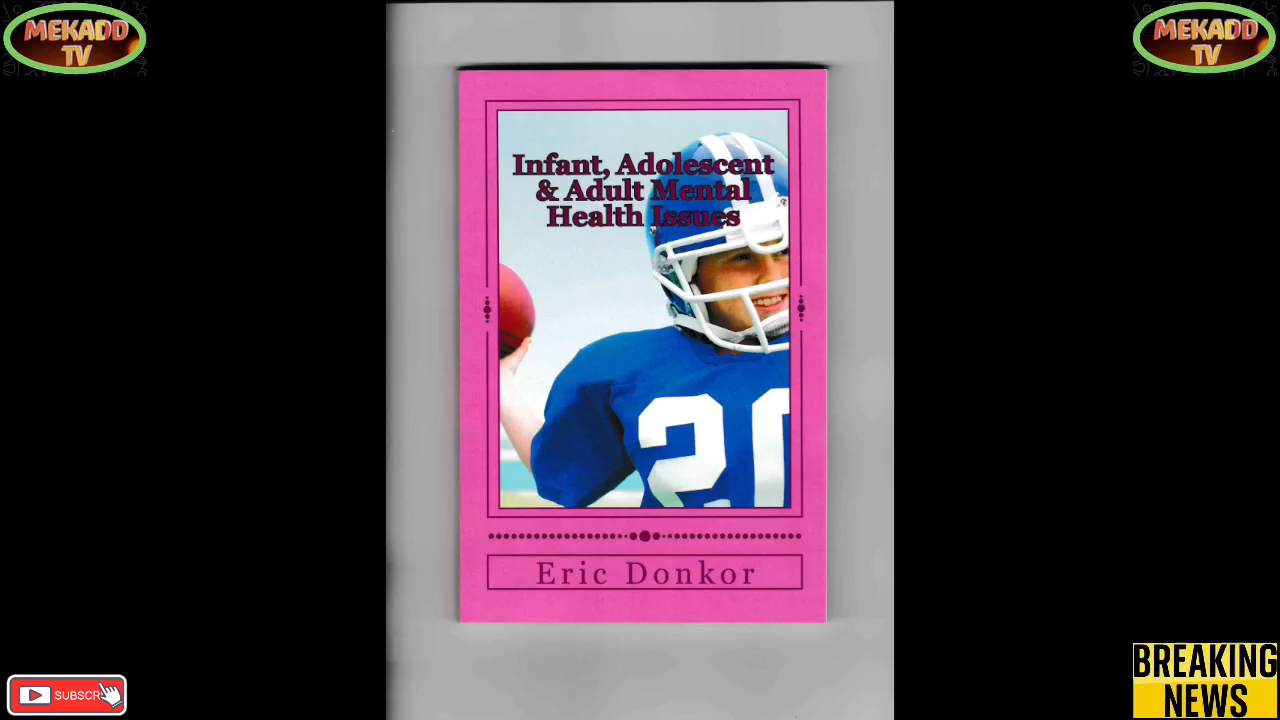 MEKADD
TV
MEKADD
TV
Infant, Adolescent
& Adult Mental
Health Issues
20
Eric Donkor
SUBSCR
BREAKING
NEWS